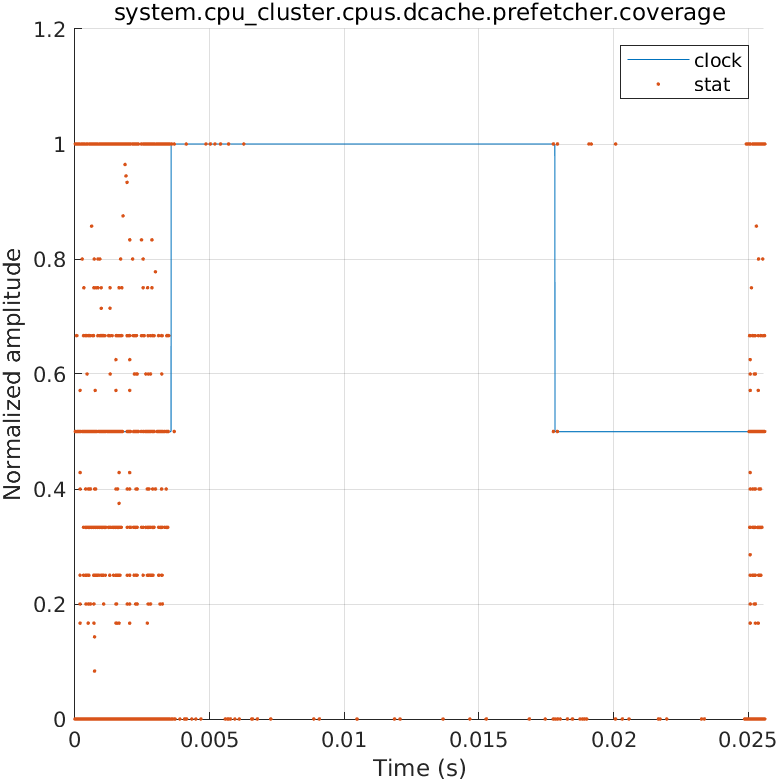 system.cpu_cluster.cpus.dcache.prefetcher.coverage
1.2
clock
stat
1
0.8
Normalized amplitude
0.6
0.4
0.2
0
0 0.005 0.01 0.015 0.02 0.025
Time (s)